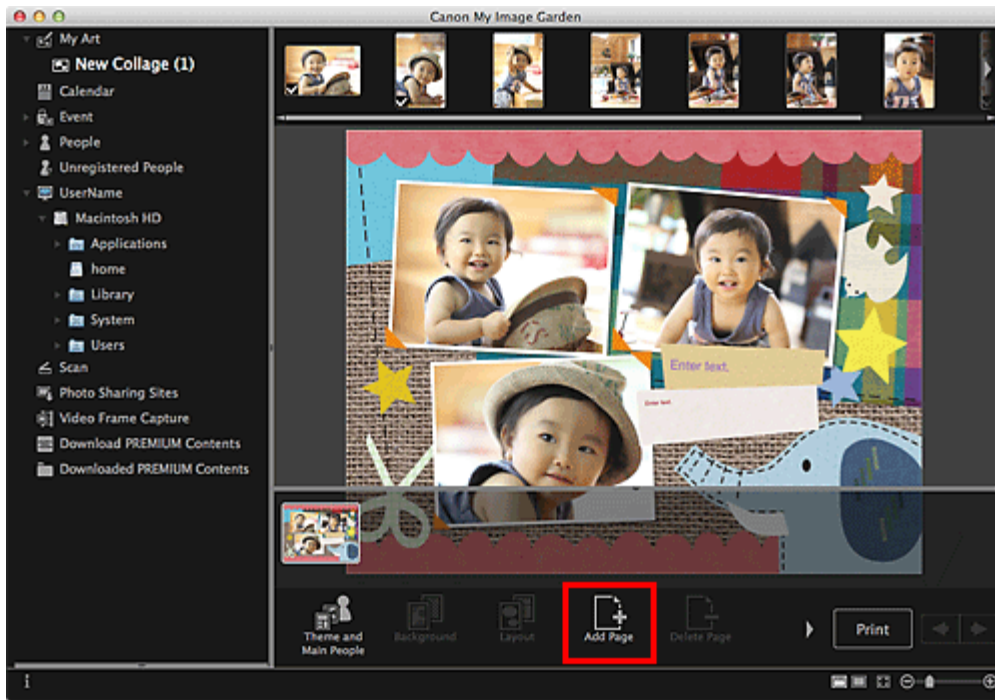 Canon My Image Garden
My Art
New Collage (1)
Calendar
Event
People
Unregistered People
UserName
Macintosh HD
Applications
home
Library
System
Users
Scan
Photo Sharing Sites
Video Frame Capture
Download PREMIUM Contents
Downloaded PREMIUM Contents
Enter text.
Enter text.
Theme and
Main People
Background
Layout
Add Page
Delete Page
Print